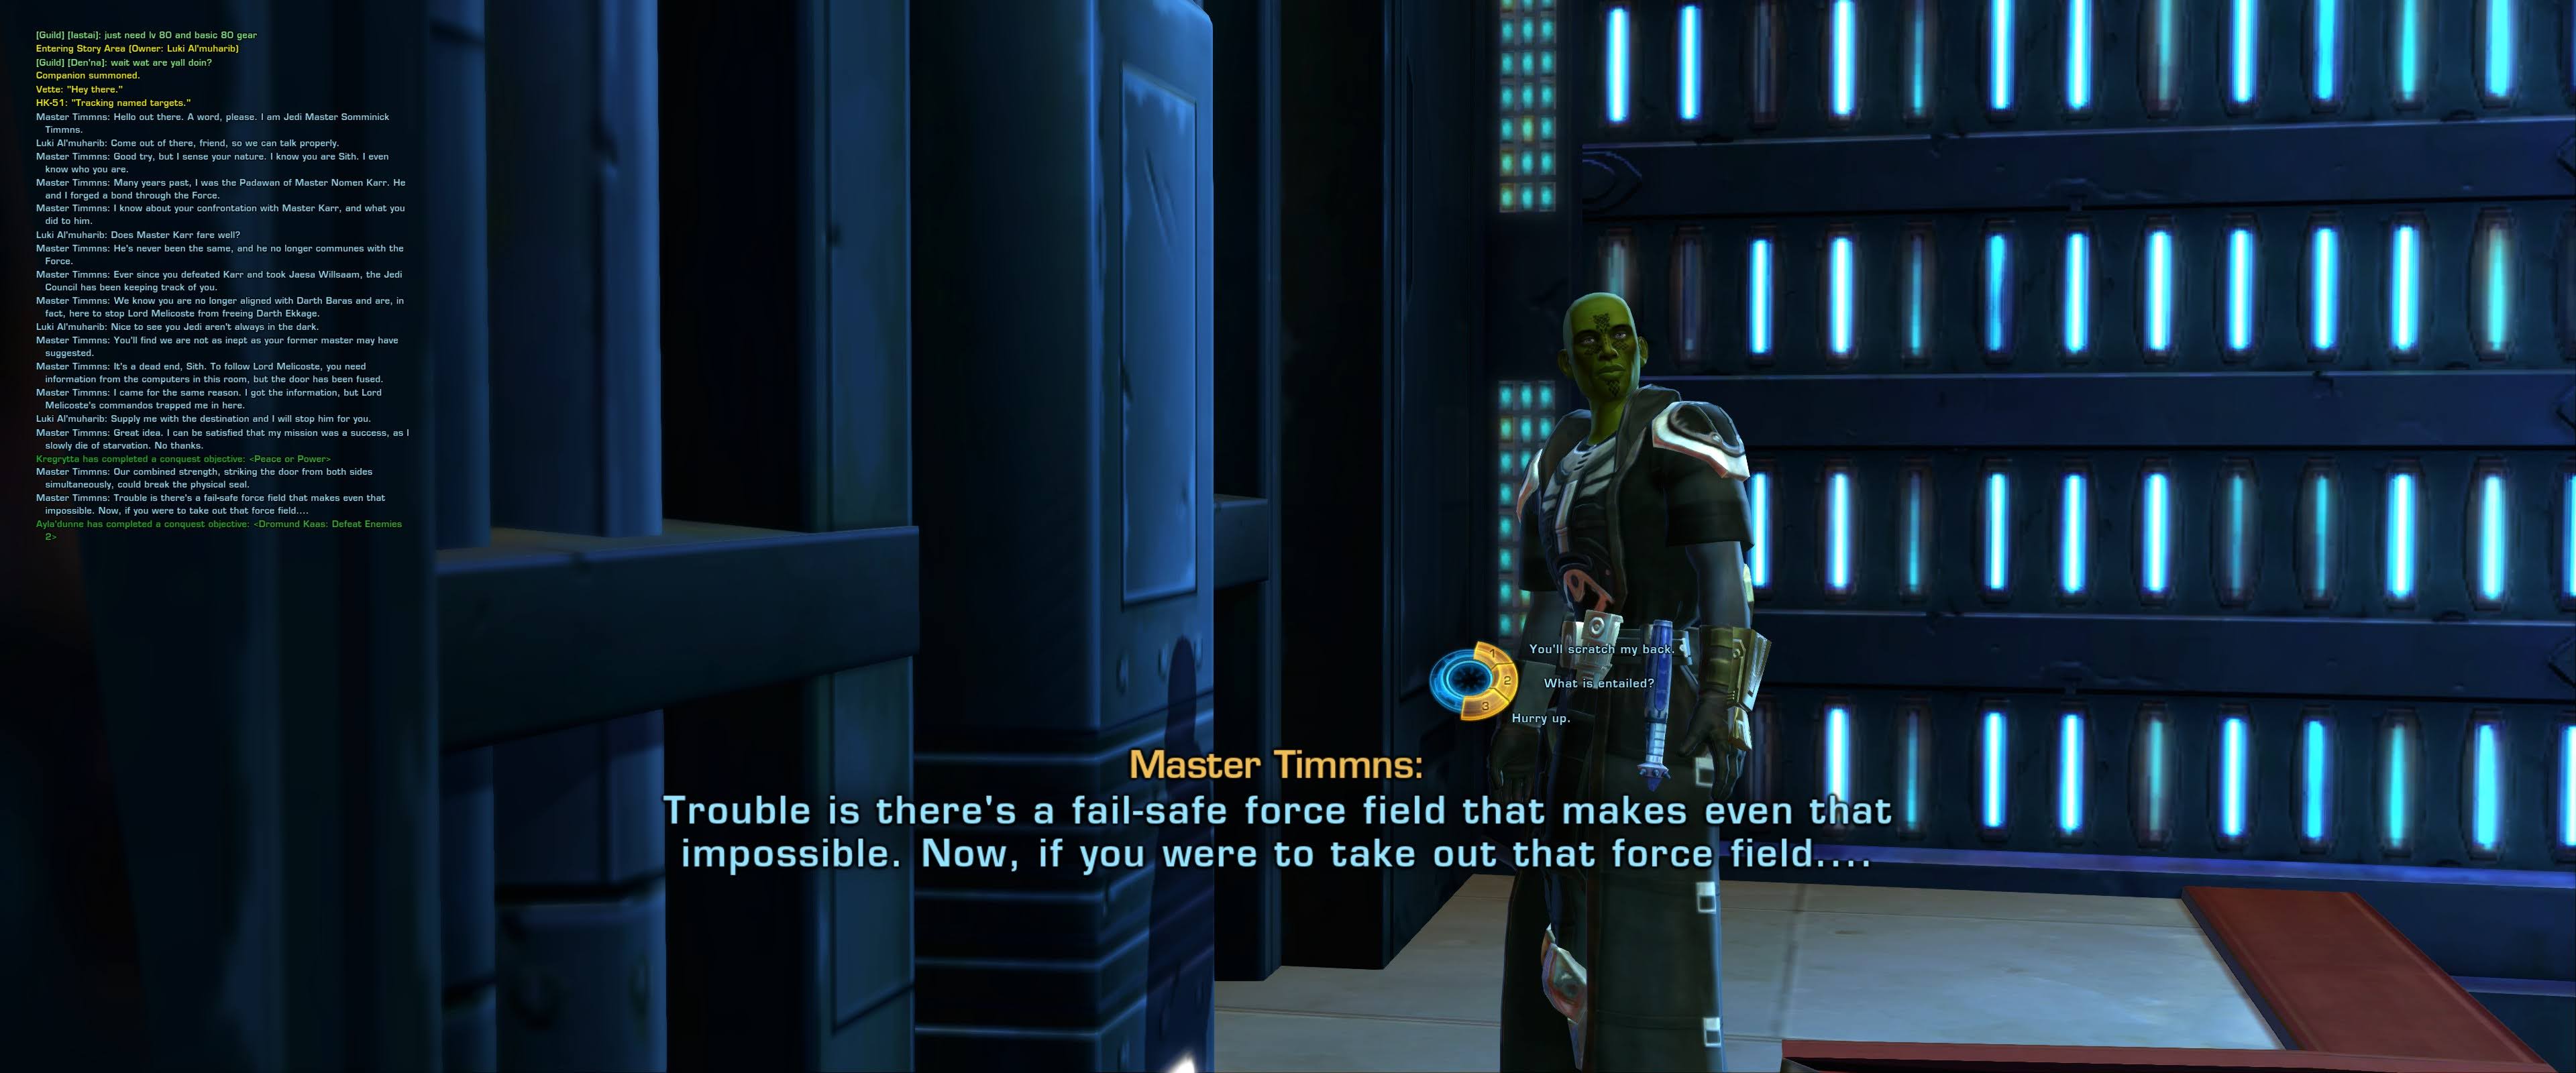 [Guild] [Iastai]: just need lv 80 and basic 80 gear
Entering Story Area (Owner: Luki Al'muharib)
[Guild] [Den'na]: wait wat are yall doin?
Companion summoned.
Vette: "Hey there."
HK-51: "Tracking named targets."
Master Timmns: Hello out there. A word, please. I am Jedi Master Somminick
Timmns.
Luki Al'muharib: Come out of there, friend, so we can talk properly.
Master Timmns: Good try, but I sense your nature. I know you are Sith. I even
know who you are.
Master Timmns: Many years past, I was the Padawan of Master Nomen Karr. He
and I forged a bond through the Force.
Master Timmns: I know about your confrontation with Master Karr, and what you
did to him.
Luki Al'muharib: Does Master Karr fare well?
Master Timmns: He's never been the same, and he no longer communes with the
Force.
Master Timmns: Ever since you defeated Karr and took Jaesa Willsaam, the Jedi
Council has been keeping track of you.
Master Timmns: We know you are no longer aligned with Darth Baras and are, in
fact, here to stop Lord Melicoste from freeing Darth Ekkage.
Luki Al'muharib: Nice to see you Jedi aren't always in the dark.
Master Timmns: You'll find we are not as inept as your former master may have
suggested.
Master Timmns: It's a dead end, Sith. To follow Lord Melicoste, you need
information from the computers in this room, but the door has been fused.
Master Timmns: I came for the same reason. I got the information, but Lord
Melicoste's commandos trapped me in here.
Luki Al'muharib: Supply me with the destination and I will stop him for you.
Master Timmns: Great idea. I can be satisfied that my mission was a success, as I
slowly die of starvation. No thanks.
Kregrytta has completed a conquest objective: <Peace or Power>
Master Timmns: Our combined strength, striking the door from both sides
simultaneously, could break the physical seal.
Master Timmns: Trouble is there's a fail-safe force field that makes even that
impossible. Now, if you were to take out that force field....
Ayla'dunne has completed a conquest objective: <Dromund Kaas: Defeat Enemies
2>
1 You'll scratch my back.
2 What is entailed?
3 Hurry up.
Master Timmns:
Trouble is there's a fail-safe force field that makes even that
impossible. Now, if you were to take out that force field....